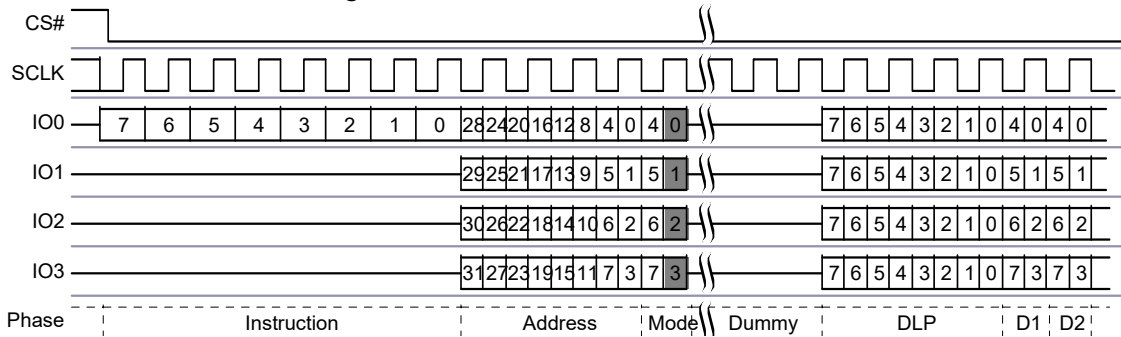 CS#
SCLK
IO0 7 6 5 4 3 2 1 0 28 24 20 16 12 8 4 0 4 0 7 6 5 4 3 2 1 0 4 0 4 0
IO1 29 25 21 17 13 9 5 1 5 1 7 6 5 4 3 2 1 0 5 1 5 1
IO2 30 26 22 18 14 10 6 2 6 2 7 6 5 4 3 2 1 0 6 2 6 2
IO3 31 27 23 19 15 11 7 3 7 3 7 6 5 4 3 2 1 0 7 3 7 3
Phase Instruction Address Mode Dummy DLP D1 D2